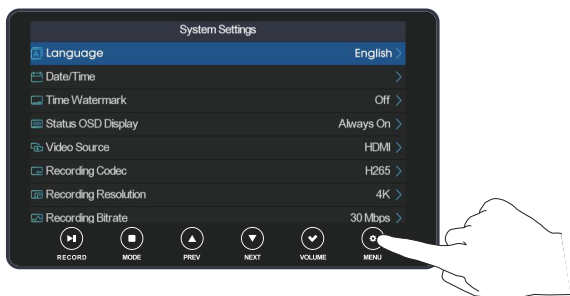 System Settings
Language English
Date/Time
Time Watermark Off
Status OSD Display Always On
Video Source HDMI
Recording Codec H265
Recording Resolution 4K
Recording Bitrate 30 Mbps
RECORD MODE PREV NEXT VOLUME MENU